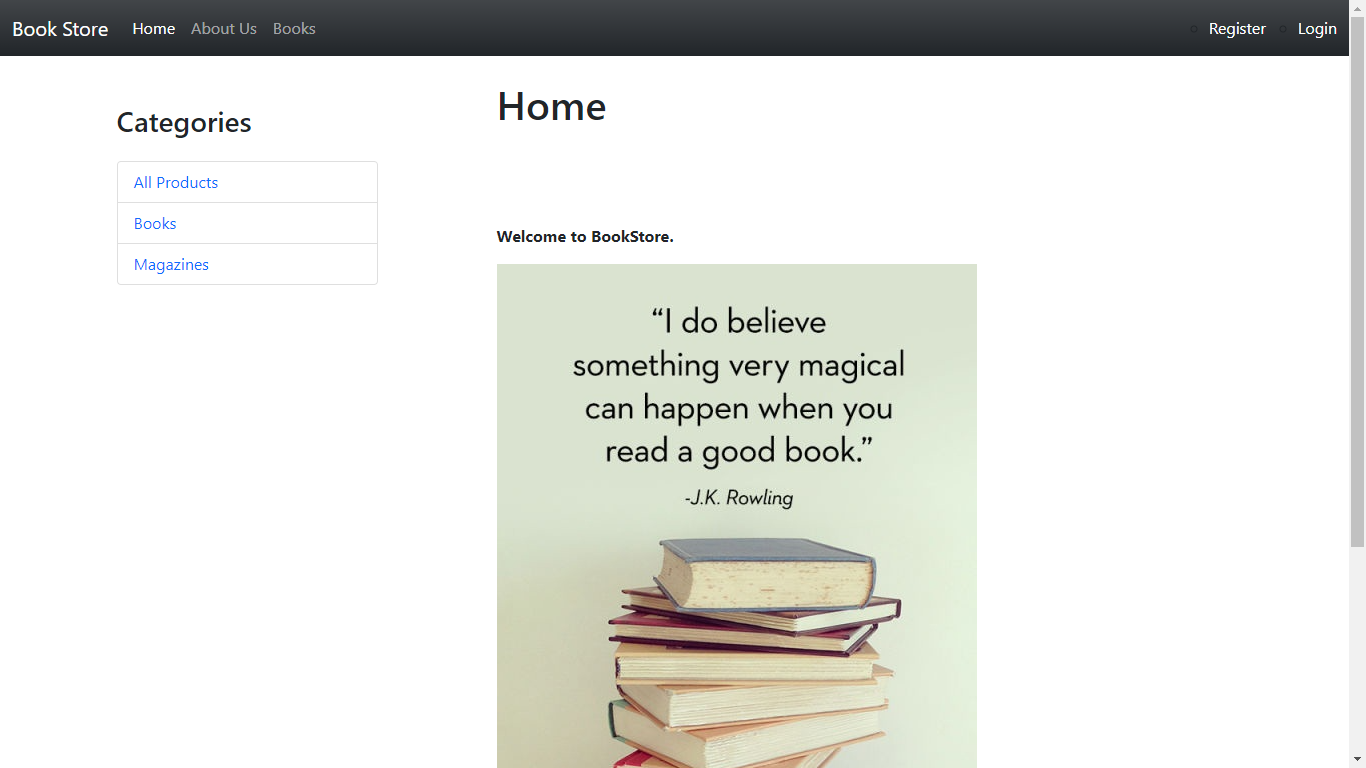 Book Store Home About Us Books Register Login
Categories
All Products
Books
Magazines
Home
Welcome to BookStore.
“I do believe
something very magical
can happen when you
read a good book.”
-J.K. Rowling